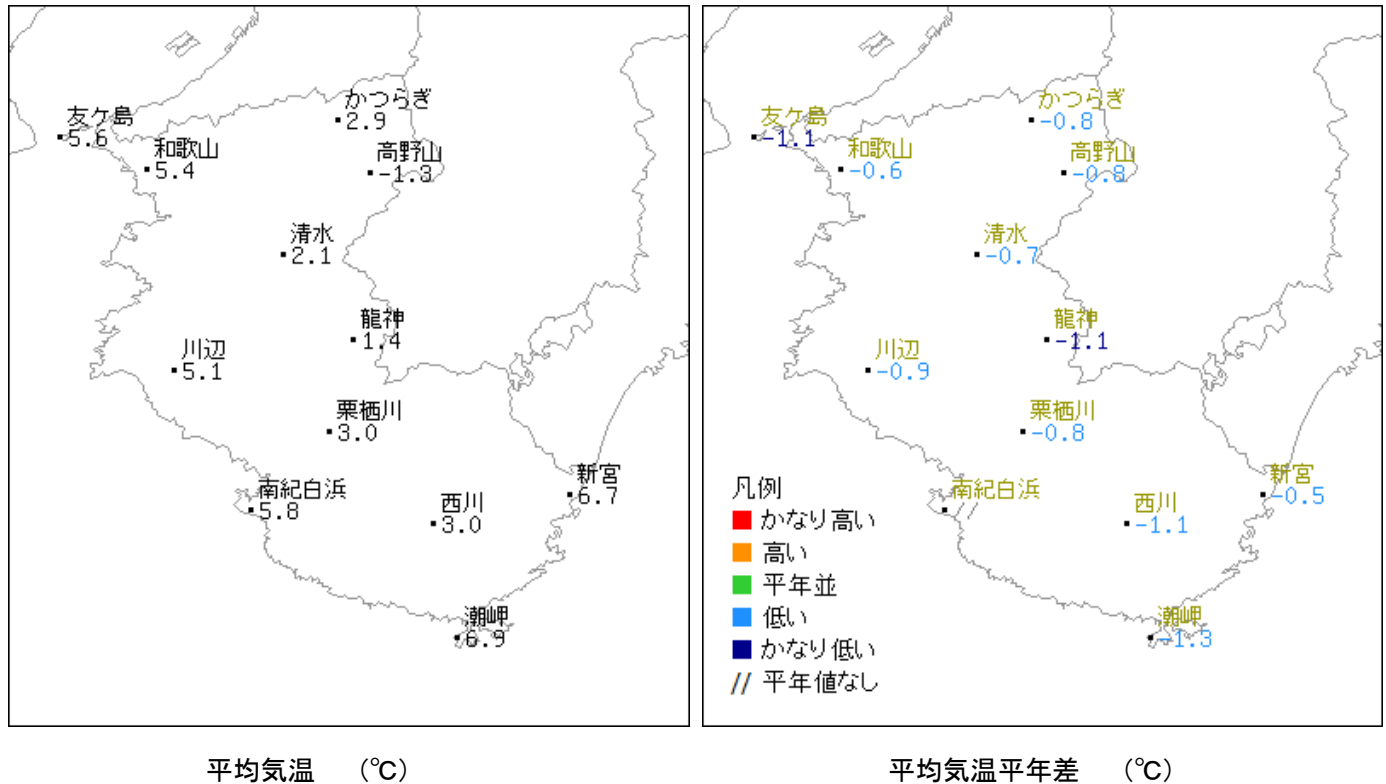 かつらぎ
2.9
友ケ島
5.6
和歌山
5.4
高野山
-1.3
清水
2.1
龍神
1.4
川辺
5.1
栗栖川
3.0
南紀白浜
5.8
西川
3.0
新宮
6.7
潮岬
6.9
平均気温 (℃)
かつらぎ
-0.8
友ケ島
-1.1
和歌山
-0.6
高野山
-0.8
清水
-0.7
龍神
-1.1
川辺
-0.9
栗栖川
-0.8
南紀白浜
//
西川
-1.1
新宮
-0.5
潮岬
-1.3
凡例
かなり高い
高い
平年並
低い
かなり低い
// 平年値なし
平均気温平年差 (℃)